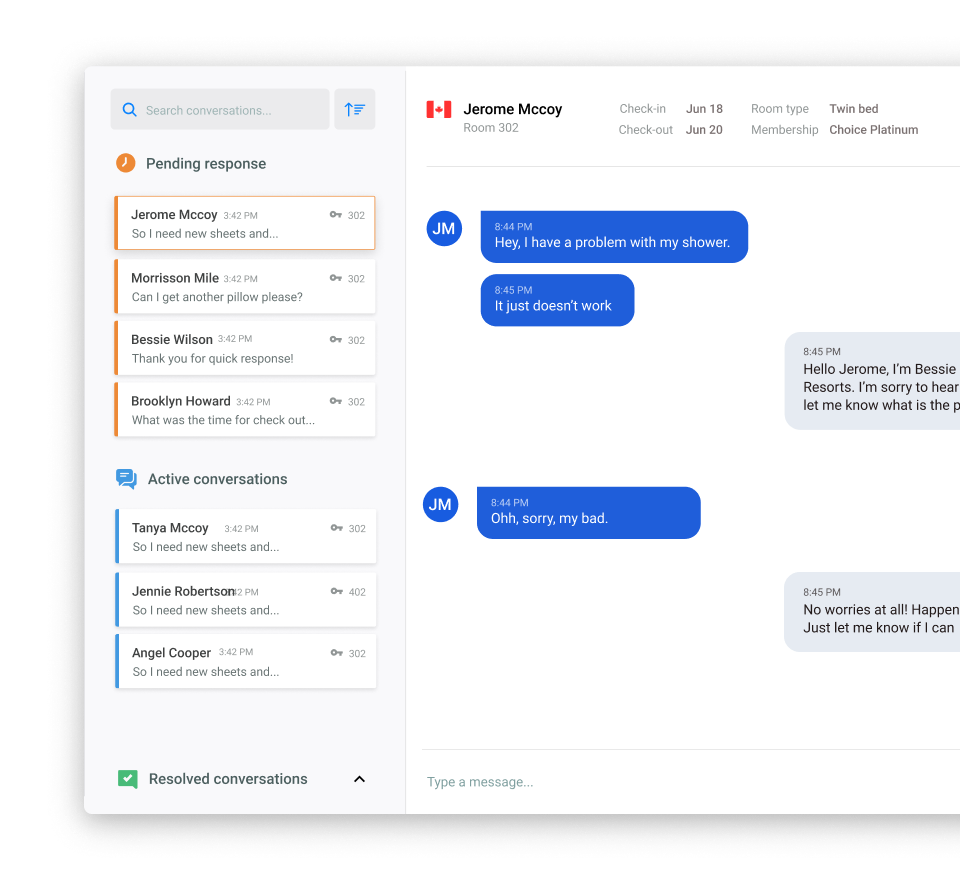 Search conversations...
Pending response
Jerome Mccoy 3:42 PM 302
So I need new sheets and...
Morrisson Mile 3:42 PM 302
Can I get another pillow please?
Bessie Wilson 3:42 PM 302
Thank you for quick response!
Brooklyn Howard 3:42 PM 302
What was the time for check out...
Active conversations
Tanya Mccoy 3:42 PM 302
So I need new sheets and...
Jennie Robertson 42 PM 402
So I need new sheets and...
Angel Cooper 3:42 PM 302
So I need new sheets and...
Resolved conversations
Jerome Mccoy
Room 302
Check-in Jun 18 Room type Twin bed
Check-out Jun 20 Membership Choice Platinum
JM
8:44 PM
Hey, I have a problem with my shower.
8:45 PM
It just doesn’t work
8:45 PM
Hello Jerome, I’m Bessie
Resorts. I’m sorry to hear
let me know what is the p
JM
8:44 PM
Ohh, sorry, my bad.
8:45 PM
No worries at all! Happen
Just let me know if I can
Type a message...